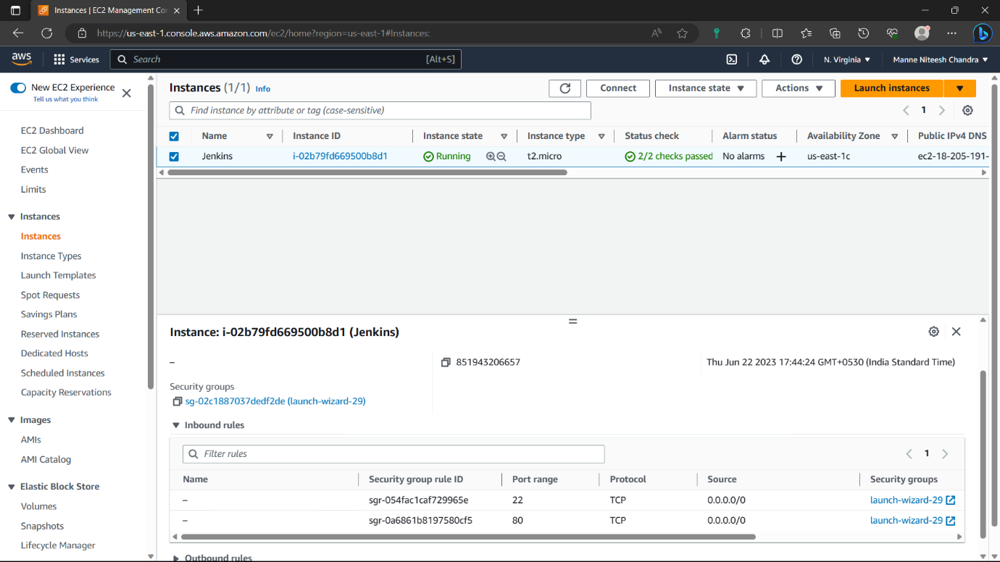 Instances | EC2 Management Con
https://us-east-1.console.aws.amazon.com/ec2/home?region=us-east-1#Instances:
aws
Services
Search
[Alt+S]
N. Virginia
Manne Niteesh Chandra
New EC2 Experience
Tell us what you think
EC2 Dashboard
EC2 Global View
Events
Limits
Instances
Instances
Instance Types
Launch Templates
Spot Requests
Savings Plans
Reserved Instances
Dedicated Hosts
Scheduled Instances
Capacity Reservations
Images
AMIs
AMI Catalog
Elastic Block Store
Volumes
Snapshots
Lifecycle Manager
Instances (1/1) Info
Connect
Instance state
Actions
Launch instances
Find instance by attribute or tag (case-sensitive)
1
Name Instance ID Instance state Instance type Status check Alarm status Availability Zone Public IPv4 DNS
Jenkins i-02b79fd669500b8d1 Running t2.micro 2/2 checks passed No alarms + us-east-1c ec2-18-205-191-
Instance: i-02b79fd669500b8d1 (Jenkins)
– 851943206657 Thu Jun 22 2023 17:44:24 GMT+0530 (India Standard Time)
Security groups
sg-02c1887037dedf2de (launch-wizard-29)
Inbound rules
Filter rules
1
Name Security group rule ID Port range Protocol Source Security groups
– sgr-054fac1caf729965e 22 TCP 0.0.0.0/0 launch-wizard-29
– sgr-0a6861b8197580cf5 80 TCP 0.0.0.0/0 launch-wizard-29
Outbound rules